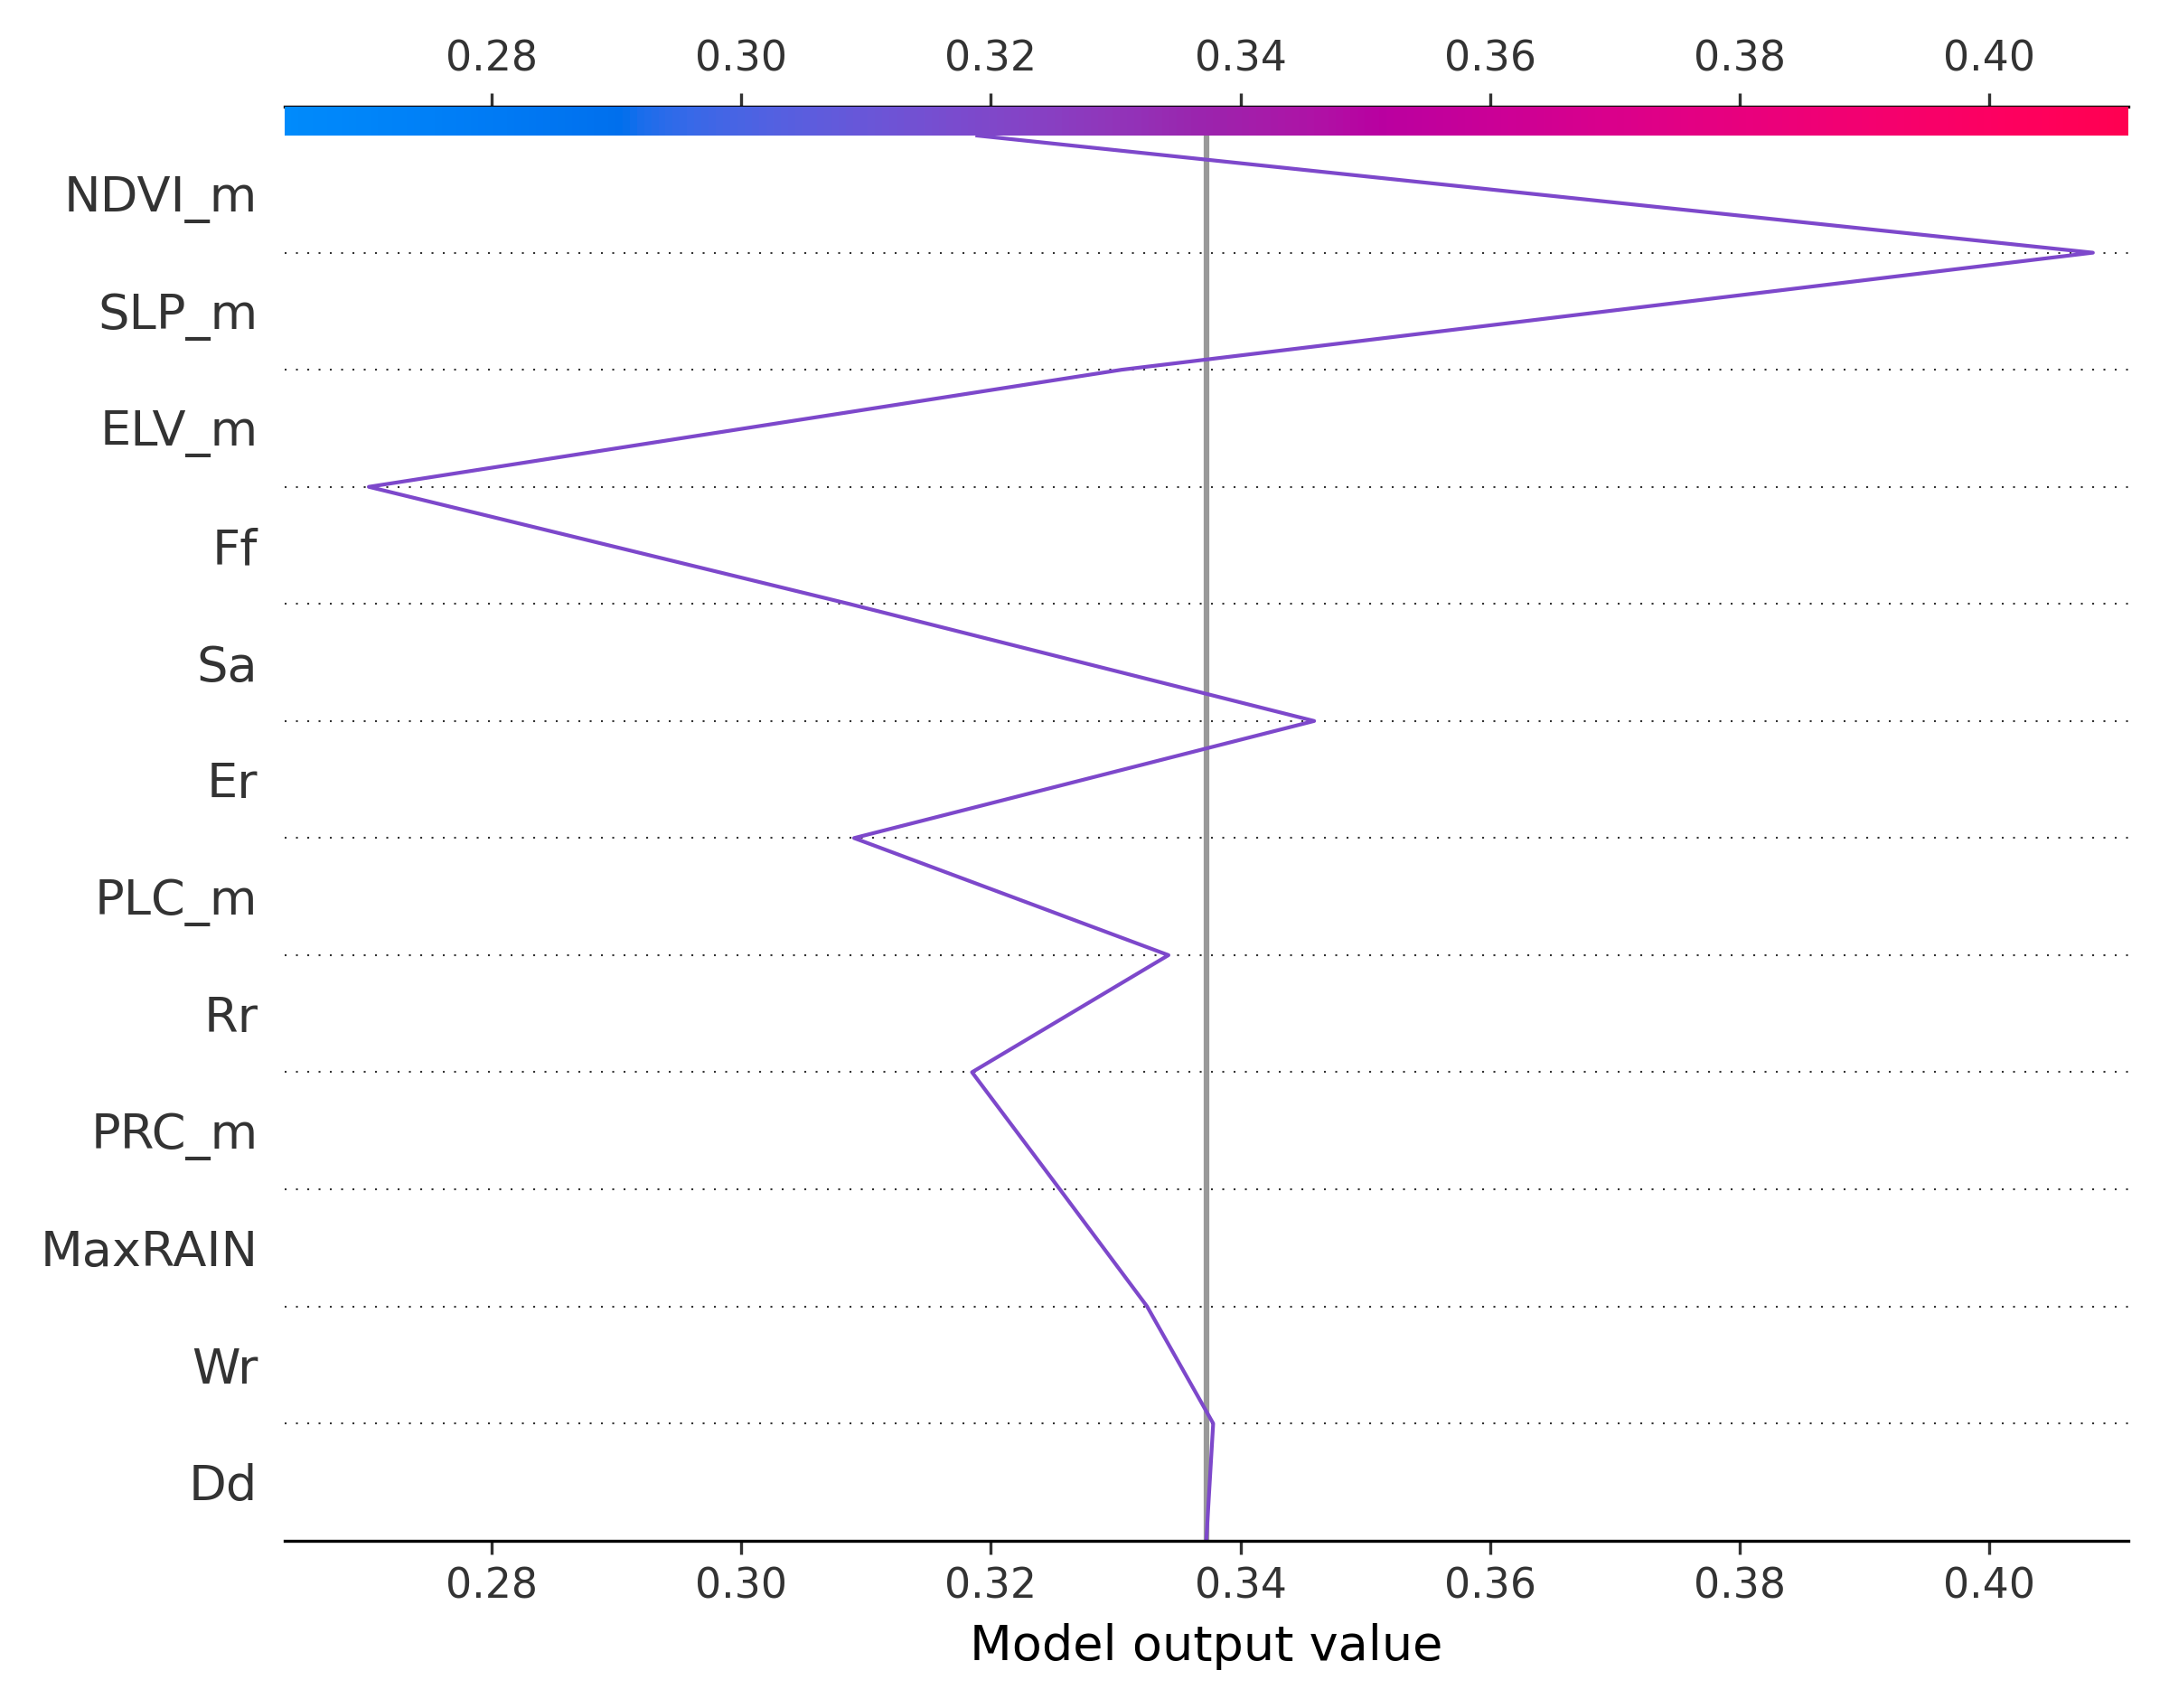 0.28 0.30 0.32 0.34 0.36 0.38 0.40
NDVI_m
SLP_m
ELV_m
Ff
Sa
Er
PLC_m
Rr
PRC_m
MaxRAIN
Wr
Dd
0.28 0.30 0.32 0.34 0.36 0.38 0.40
Model output value